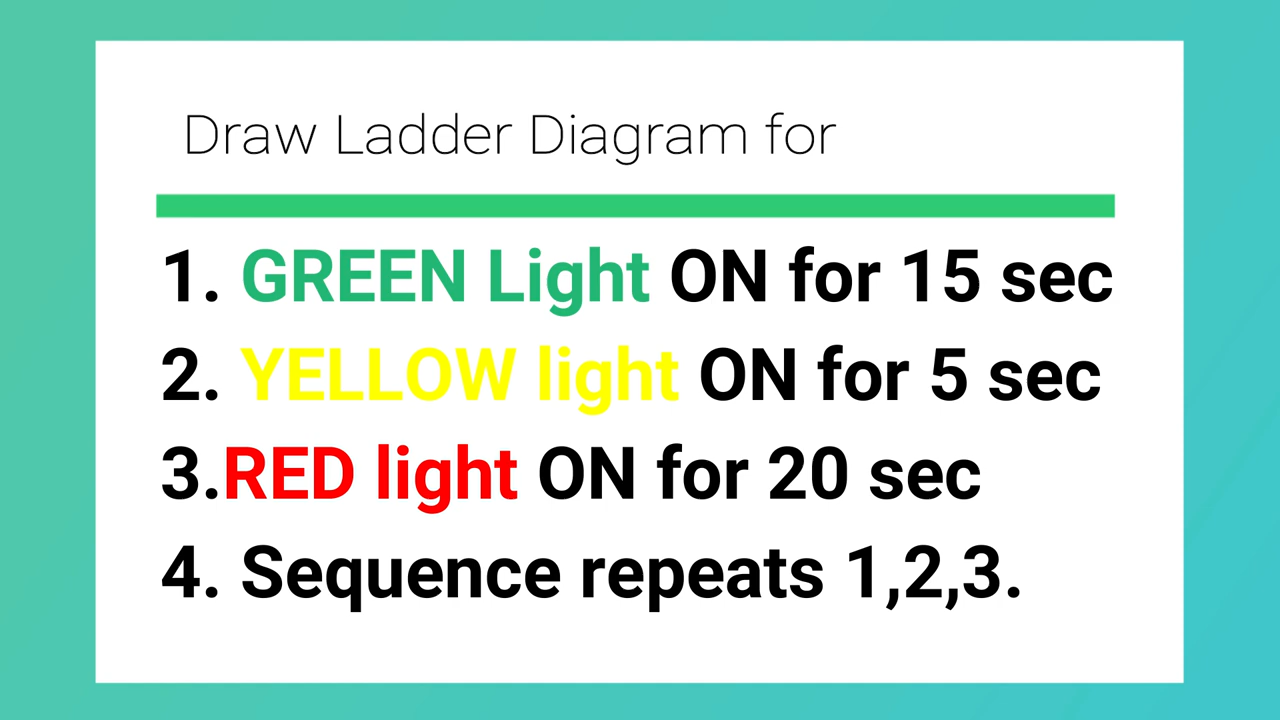 Draw Ladder Diagram for
1. GREEN Light ON for 15 sec
2. YELLOW light ON for 5 sec
3.RED light ON for 20 sec
4. Sequence repeats 1,2,3.